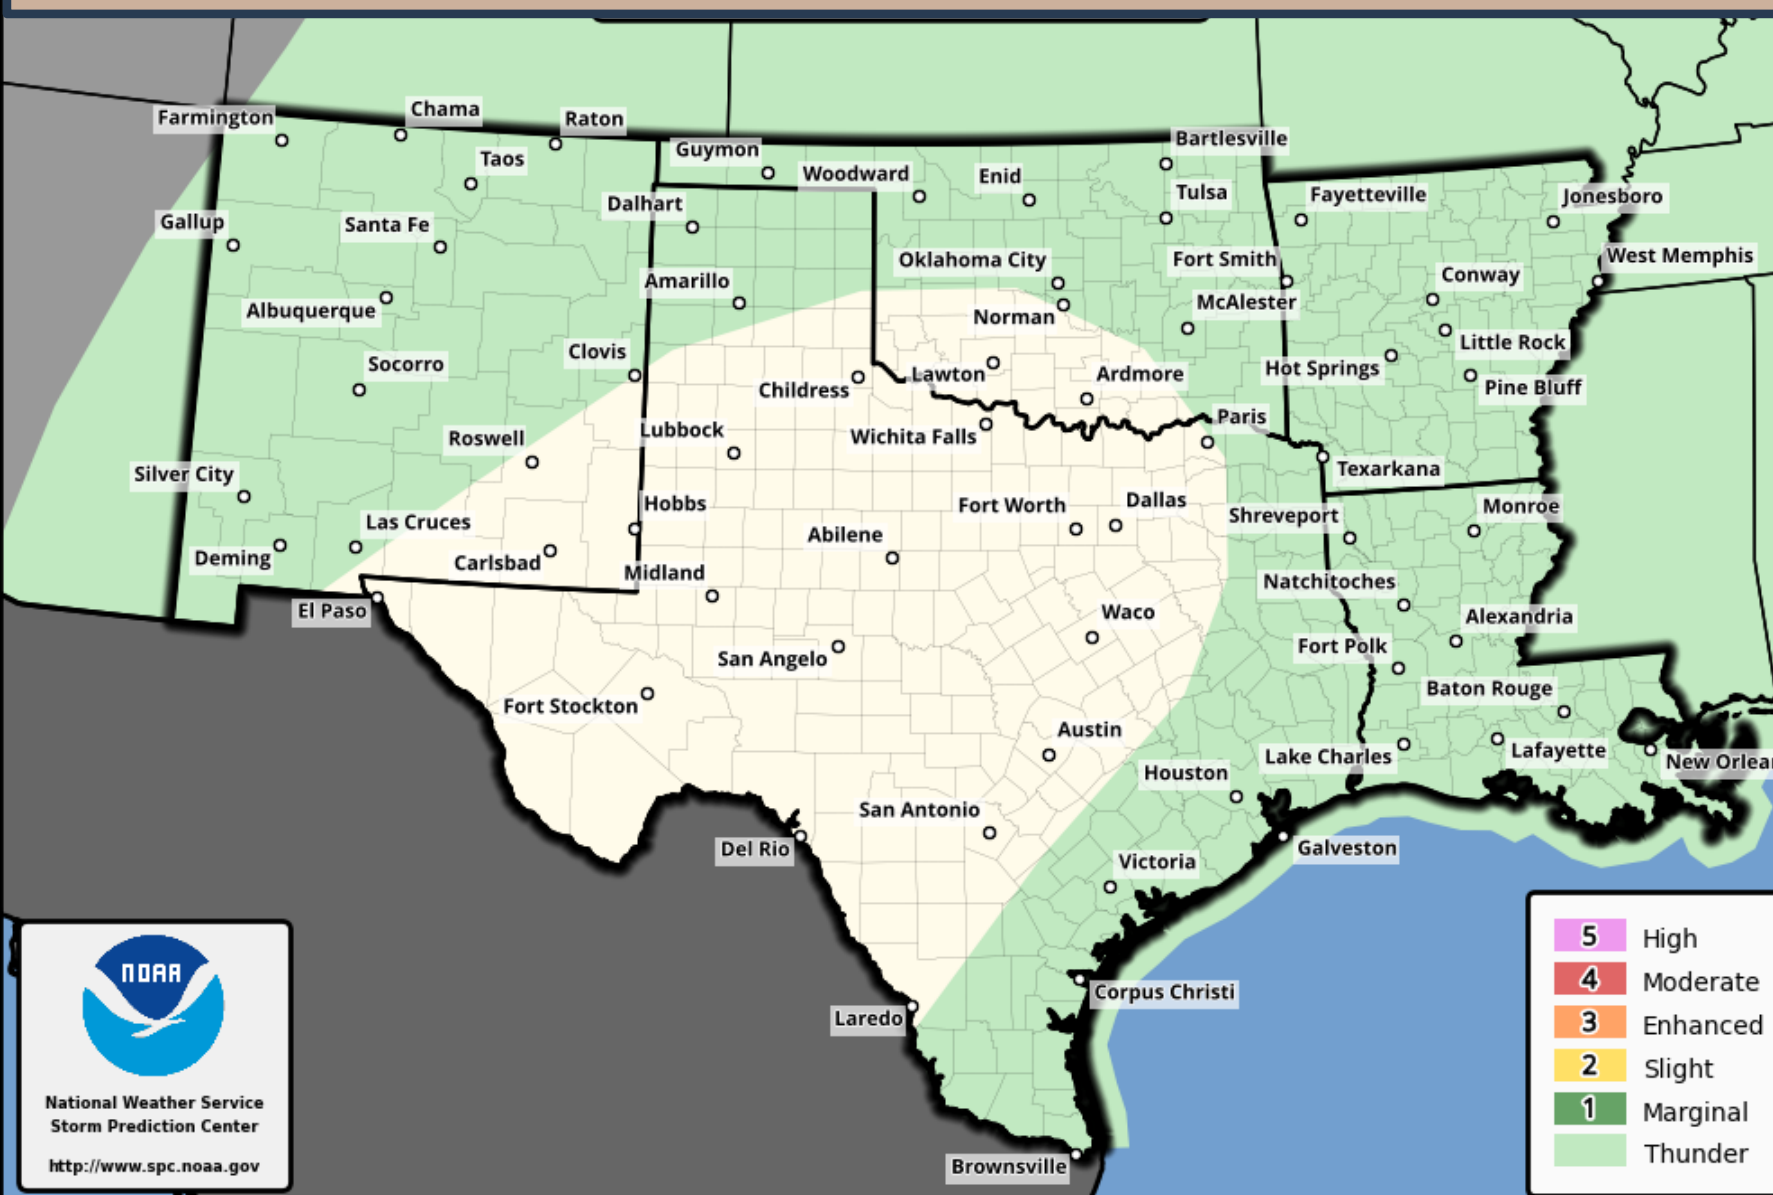 Farmington
Chama
Raton
Taos
Guymon
Woodward
Enid
Bartlesville
Tulsa
Fayetteville
Jonesboro
Gallup
Santa Fe
Dalhart
Oklahoma City
Fort Smith
West Memphis
Amarillo
Conway
Albuquerque
Norman
McAlester
Little Rock
Socorro
Clovis
Childress
Lawton
Ardmore
Hot Springs
Pine Bluff
Roswell
Lubbock
Wichita Falls
Paris
Silver City
Texarkana
Las Cruces
Hobbs
Fort Worth
Dallas
Shreveport
Monroe
Deming
Carlsbad
Midland
Abilene
Natchitoches
El Paso
Waco
Alexandria
San Angelo
Fort Polk
Fort Stockton
Baton Rouge
Austin
Lake Charles
Lafayette
New Orlea
Houston
San Antonio
Del Rio
Galveston
Victoria
Corpus Christi
Laredo
Brownsville
NOAA
National Weather Service
Storm Prediction Center
http://www.spc.noaa.gov
5 High
4 Moderate
3 Enhanced
2 Slight
1 Marginal
Thunder